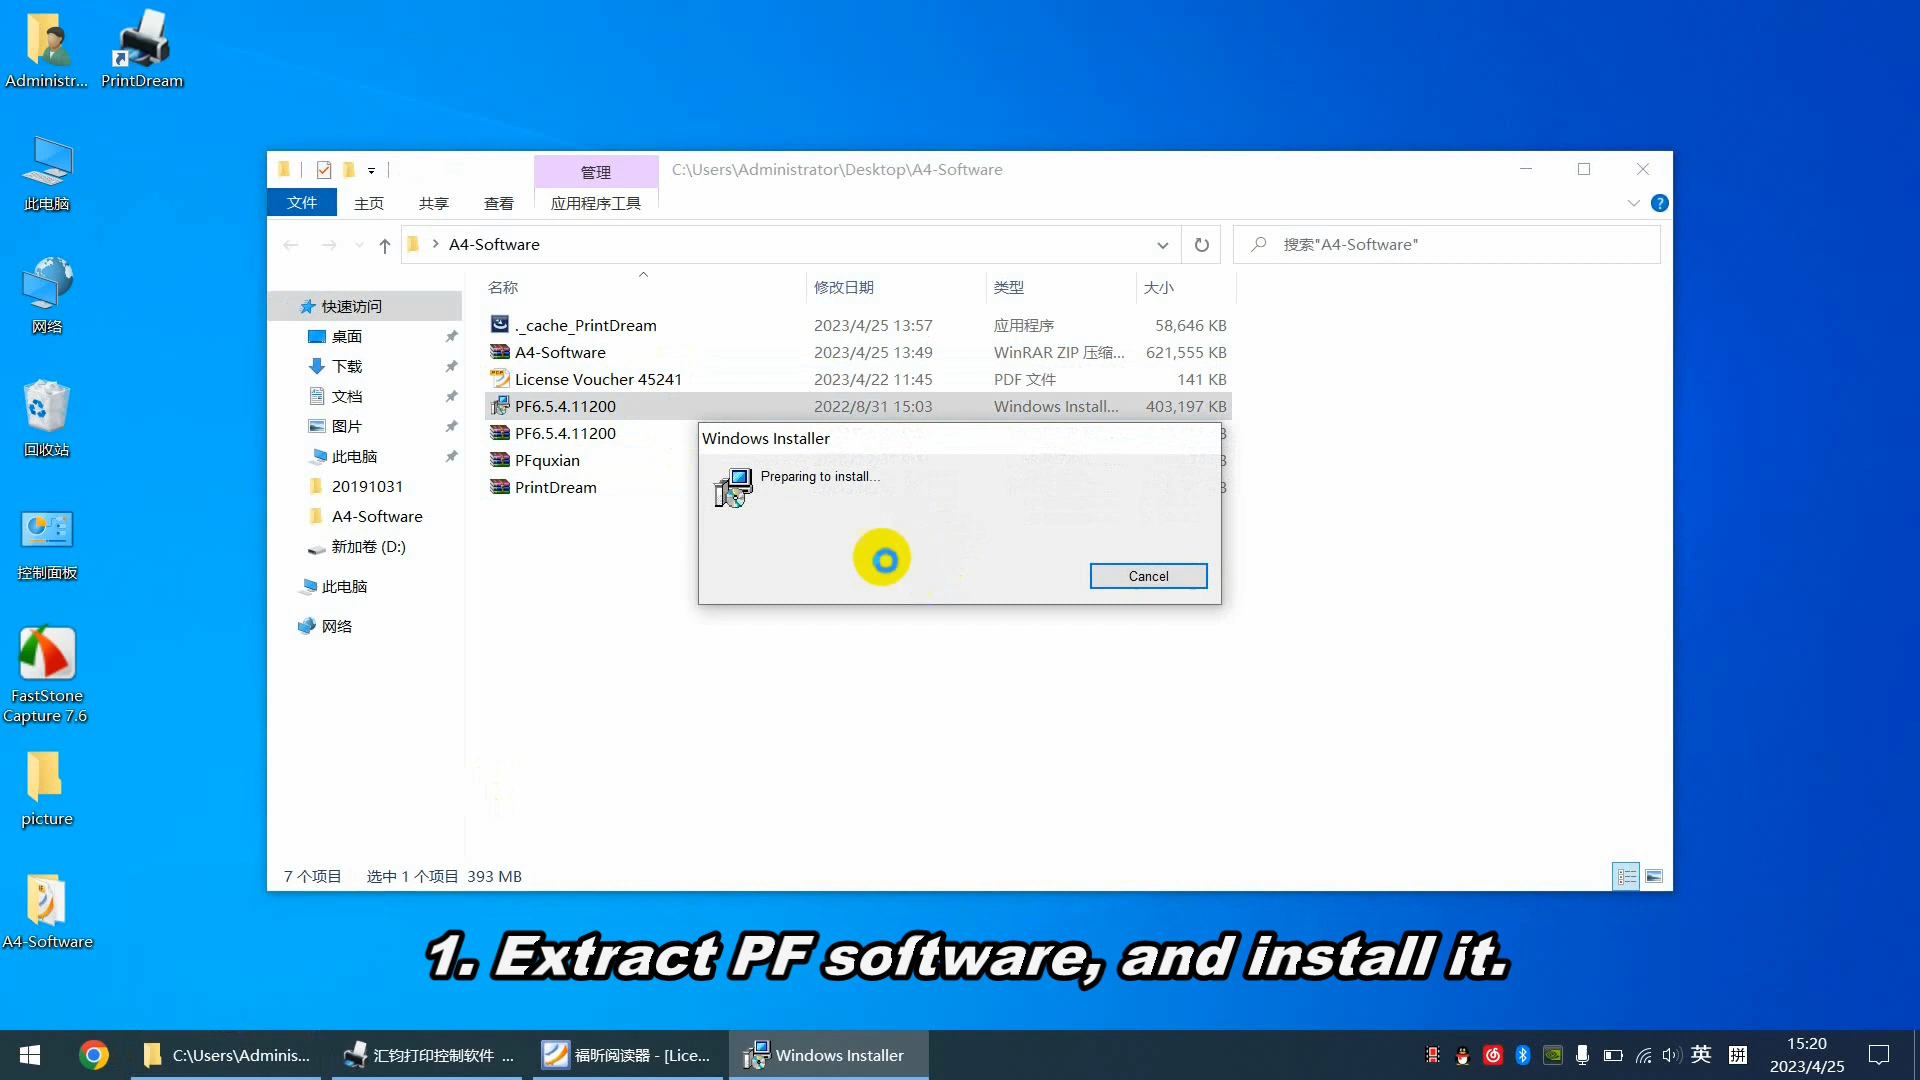 Administr...
PrintDream
此电脑
网络
回收站
控制面板
FastStone
Capture 7.6
picture
A4-Software
管理
C:\Users\Administrator\Desktop\A4-Software
文件
主页
共享
查看
应用程序工具
A4-Software
搜索"A4-Software"
名称
修改日期
类型
大小
快速访问
桌面
下载
文档
图片
此电脑
20191031
A4-Software
新加卷 (D:)
此电脑
网络
._cache_PrintDream 2023/4/25 13:57 应用程序 58,646 KB
A4-Software 2023/4/25 13:49 WinRAR ZIP 压缩... 621,555 KB
License Voucher 45241 2023/4/22 11:45 PDF 文件 141 KB
PF6.5.4.11200 2022/8/31 15:03 Windows Install... 403,197 KB
PF6.5.4.11200
PFquxian
PrintDream
Windows Installer
Preparing to install...
Cancel
7 个项目 选中 1 个项目 393 MB
1. Extract PF software, and install it.
C:\Users\Adminis...
汇钧打印控制软件 ...
福昕阅读器 - [Lice...
Windows Installer
英
拼
15:20
2023/4/25